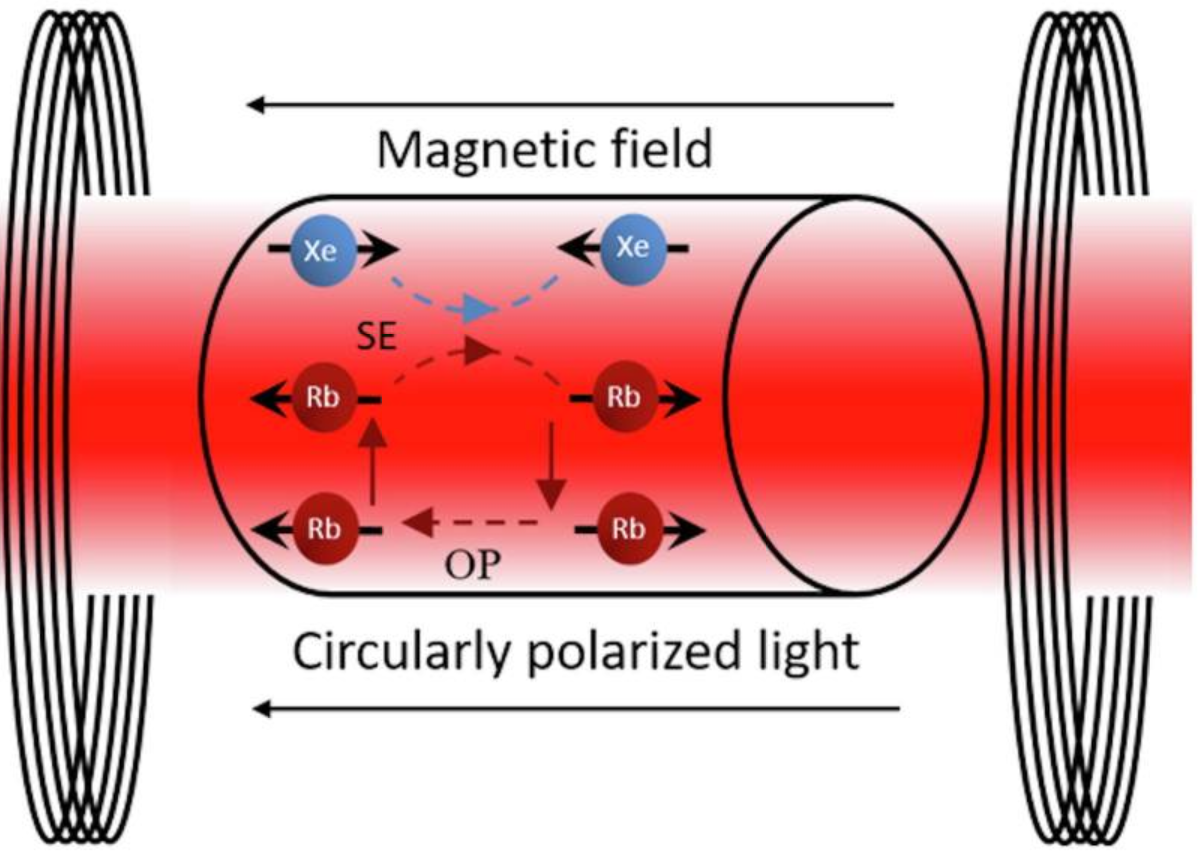 Magnetic field
Xe
Xe
SE
Rb
Rb
Rb
Rb
OP
Circularly polarized light